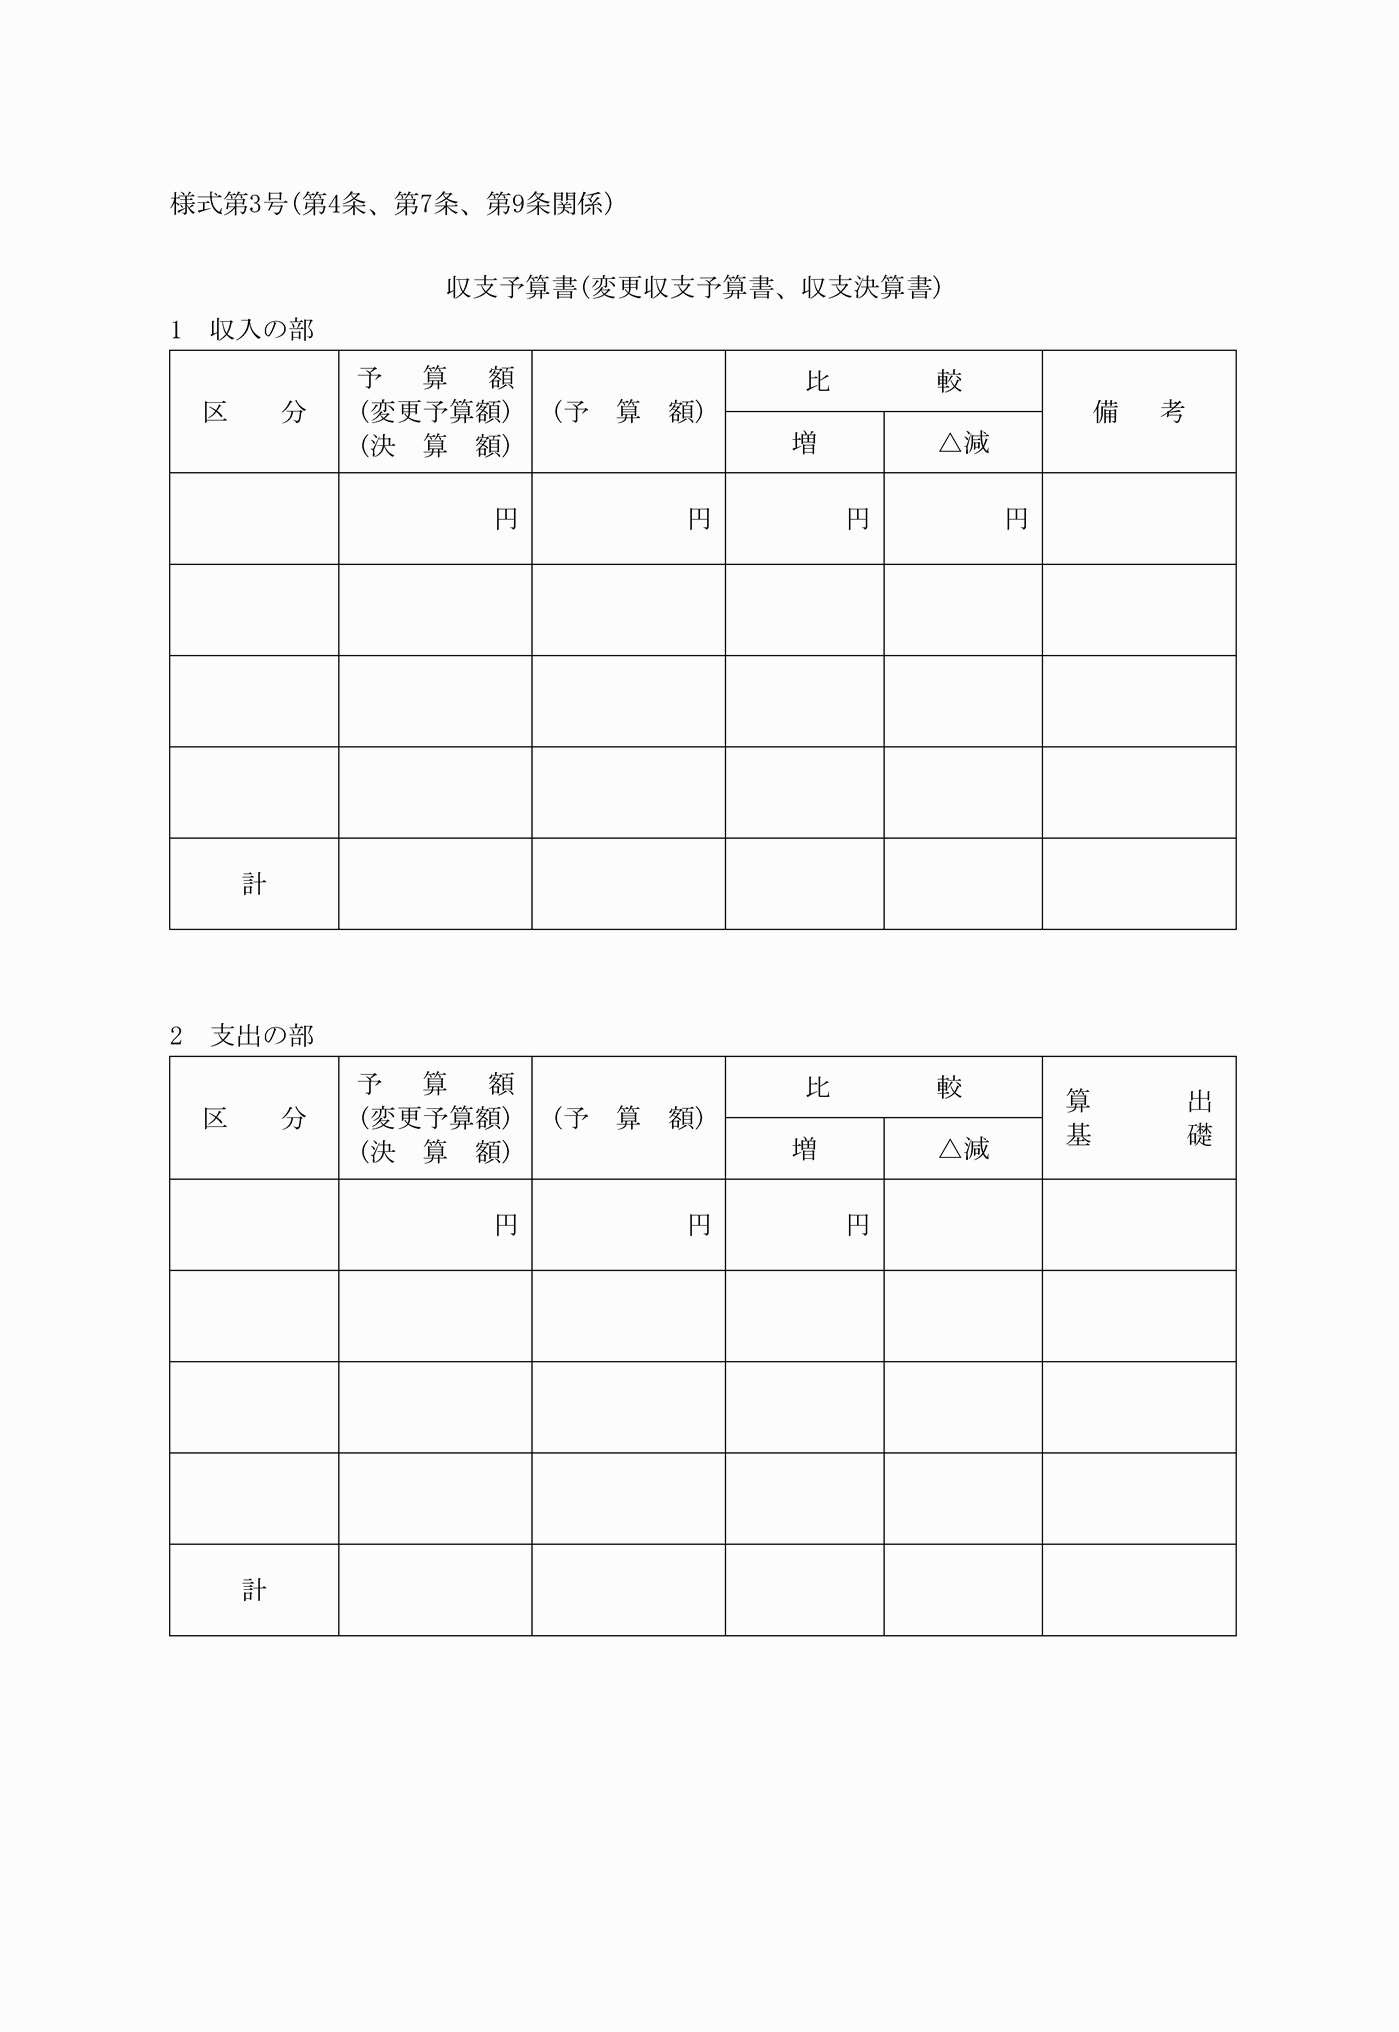 様式第3号(第4条、第7条、第9条関係)
収支予算書(変更収支予算書、収支決算書)
1　収入の部
区　　分
予　算　額
(変更予算額)
(決　算　額)
(予　算　額)
比　　　　較
増
△減
備　考
円
円
円
円
計
2　支出の部
区　　分
予　算　額
(変更予算額)
(決　算　額)
(予　算　額)
比　　　　較
増
△減
算　　　出
基　　　礎
円
円
円
計